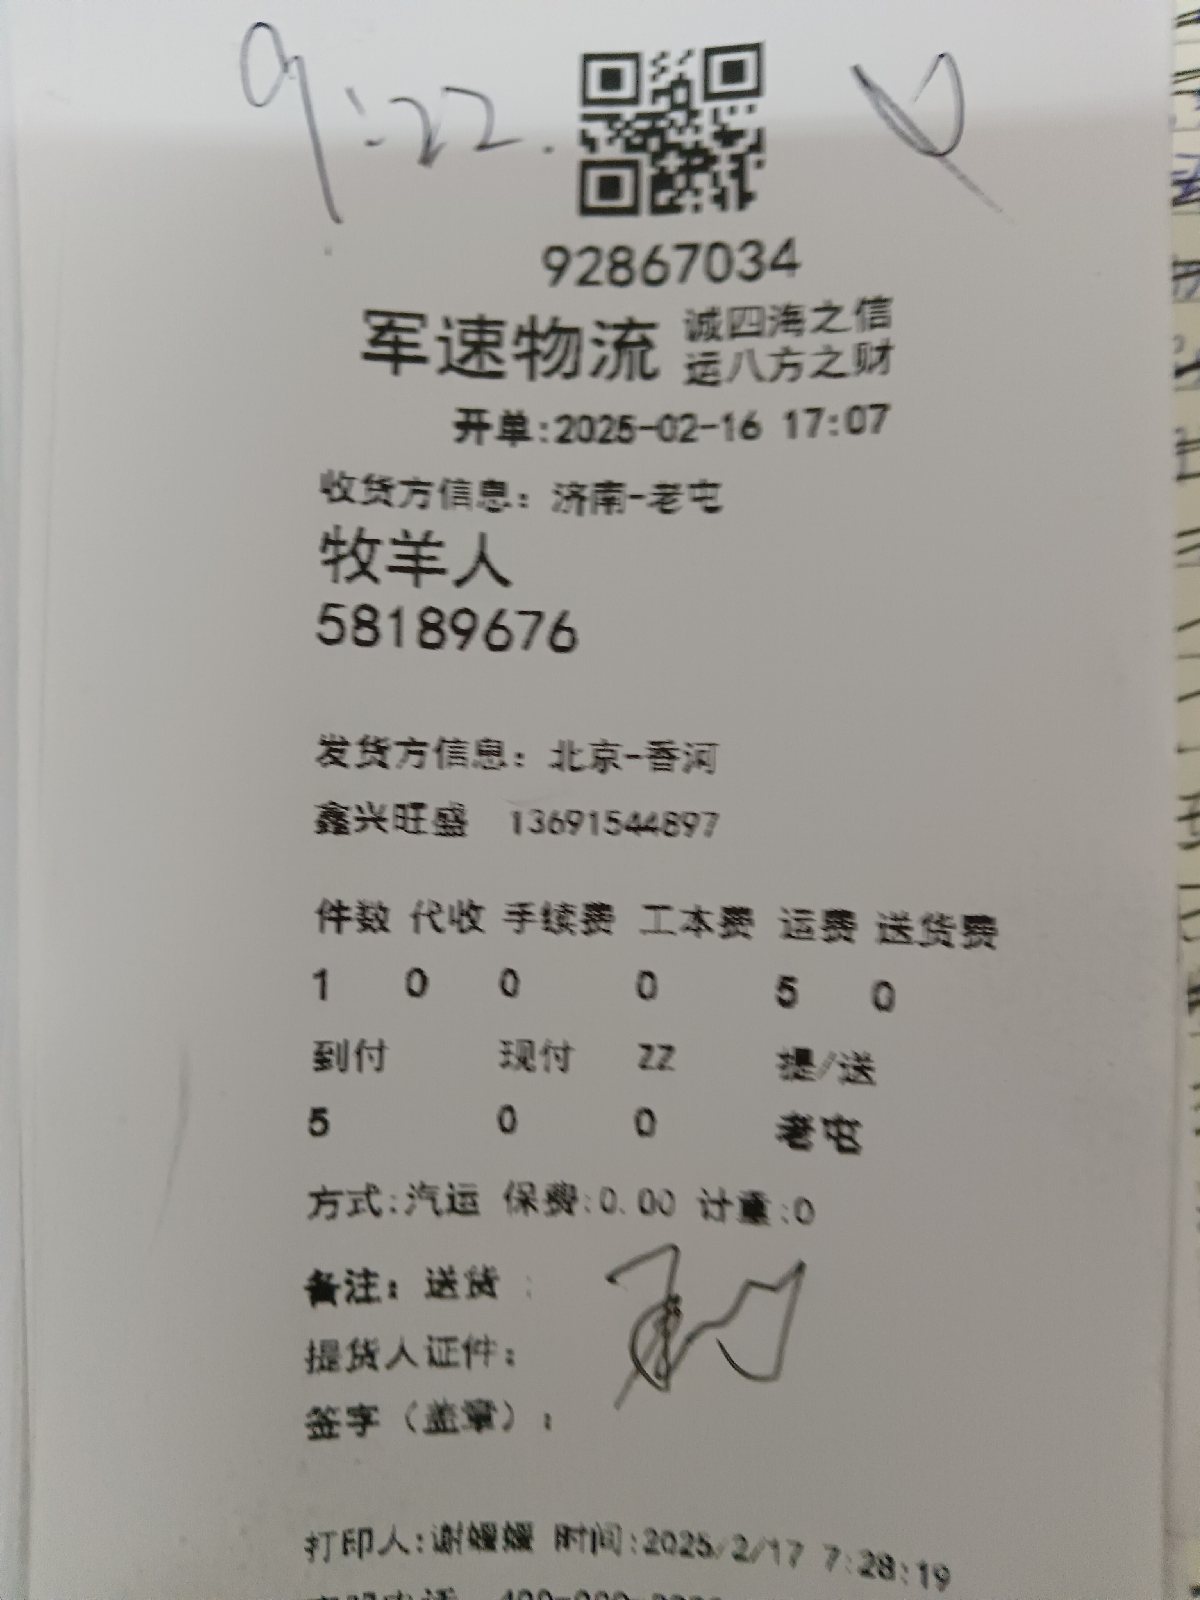 9:22.
92867034
军速物流 诚四海之信
运八方之财
开单:2025-02-16 17:07
收货方信息: 济南-老屯
牧羊人
58189676
发货方信息: 北京-香河
鑫兴旺盛 13691544897
件数 代收 手续费 工本费 运费 送货费
1 0 0 0 5 0
到付 现付 ZZ 提/送
5 0 0 老屯
方式:汽运 保费:0.00 计重:0
备注: 送货 :
提货人证件:
签字（盖章）:
打印人:谢嫚嫚 时间:2025/2/17 7:28:19